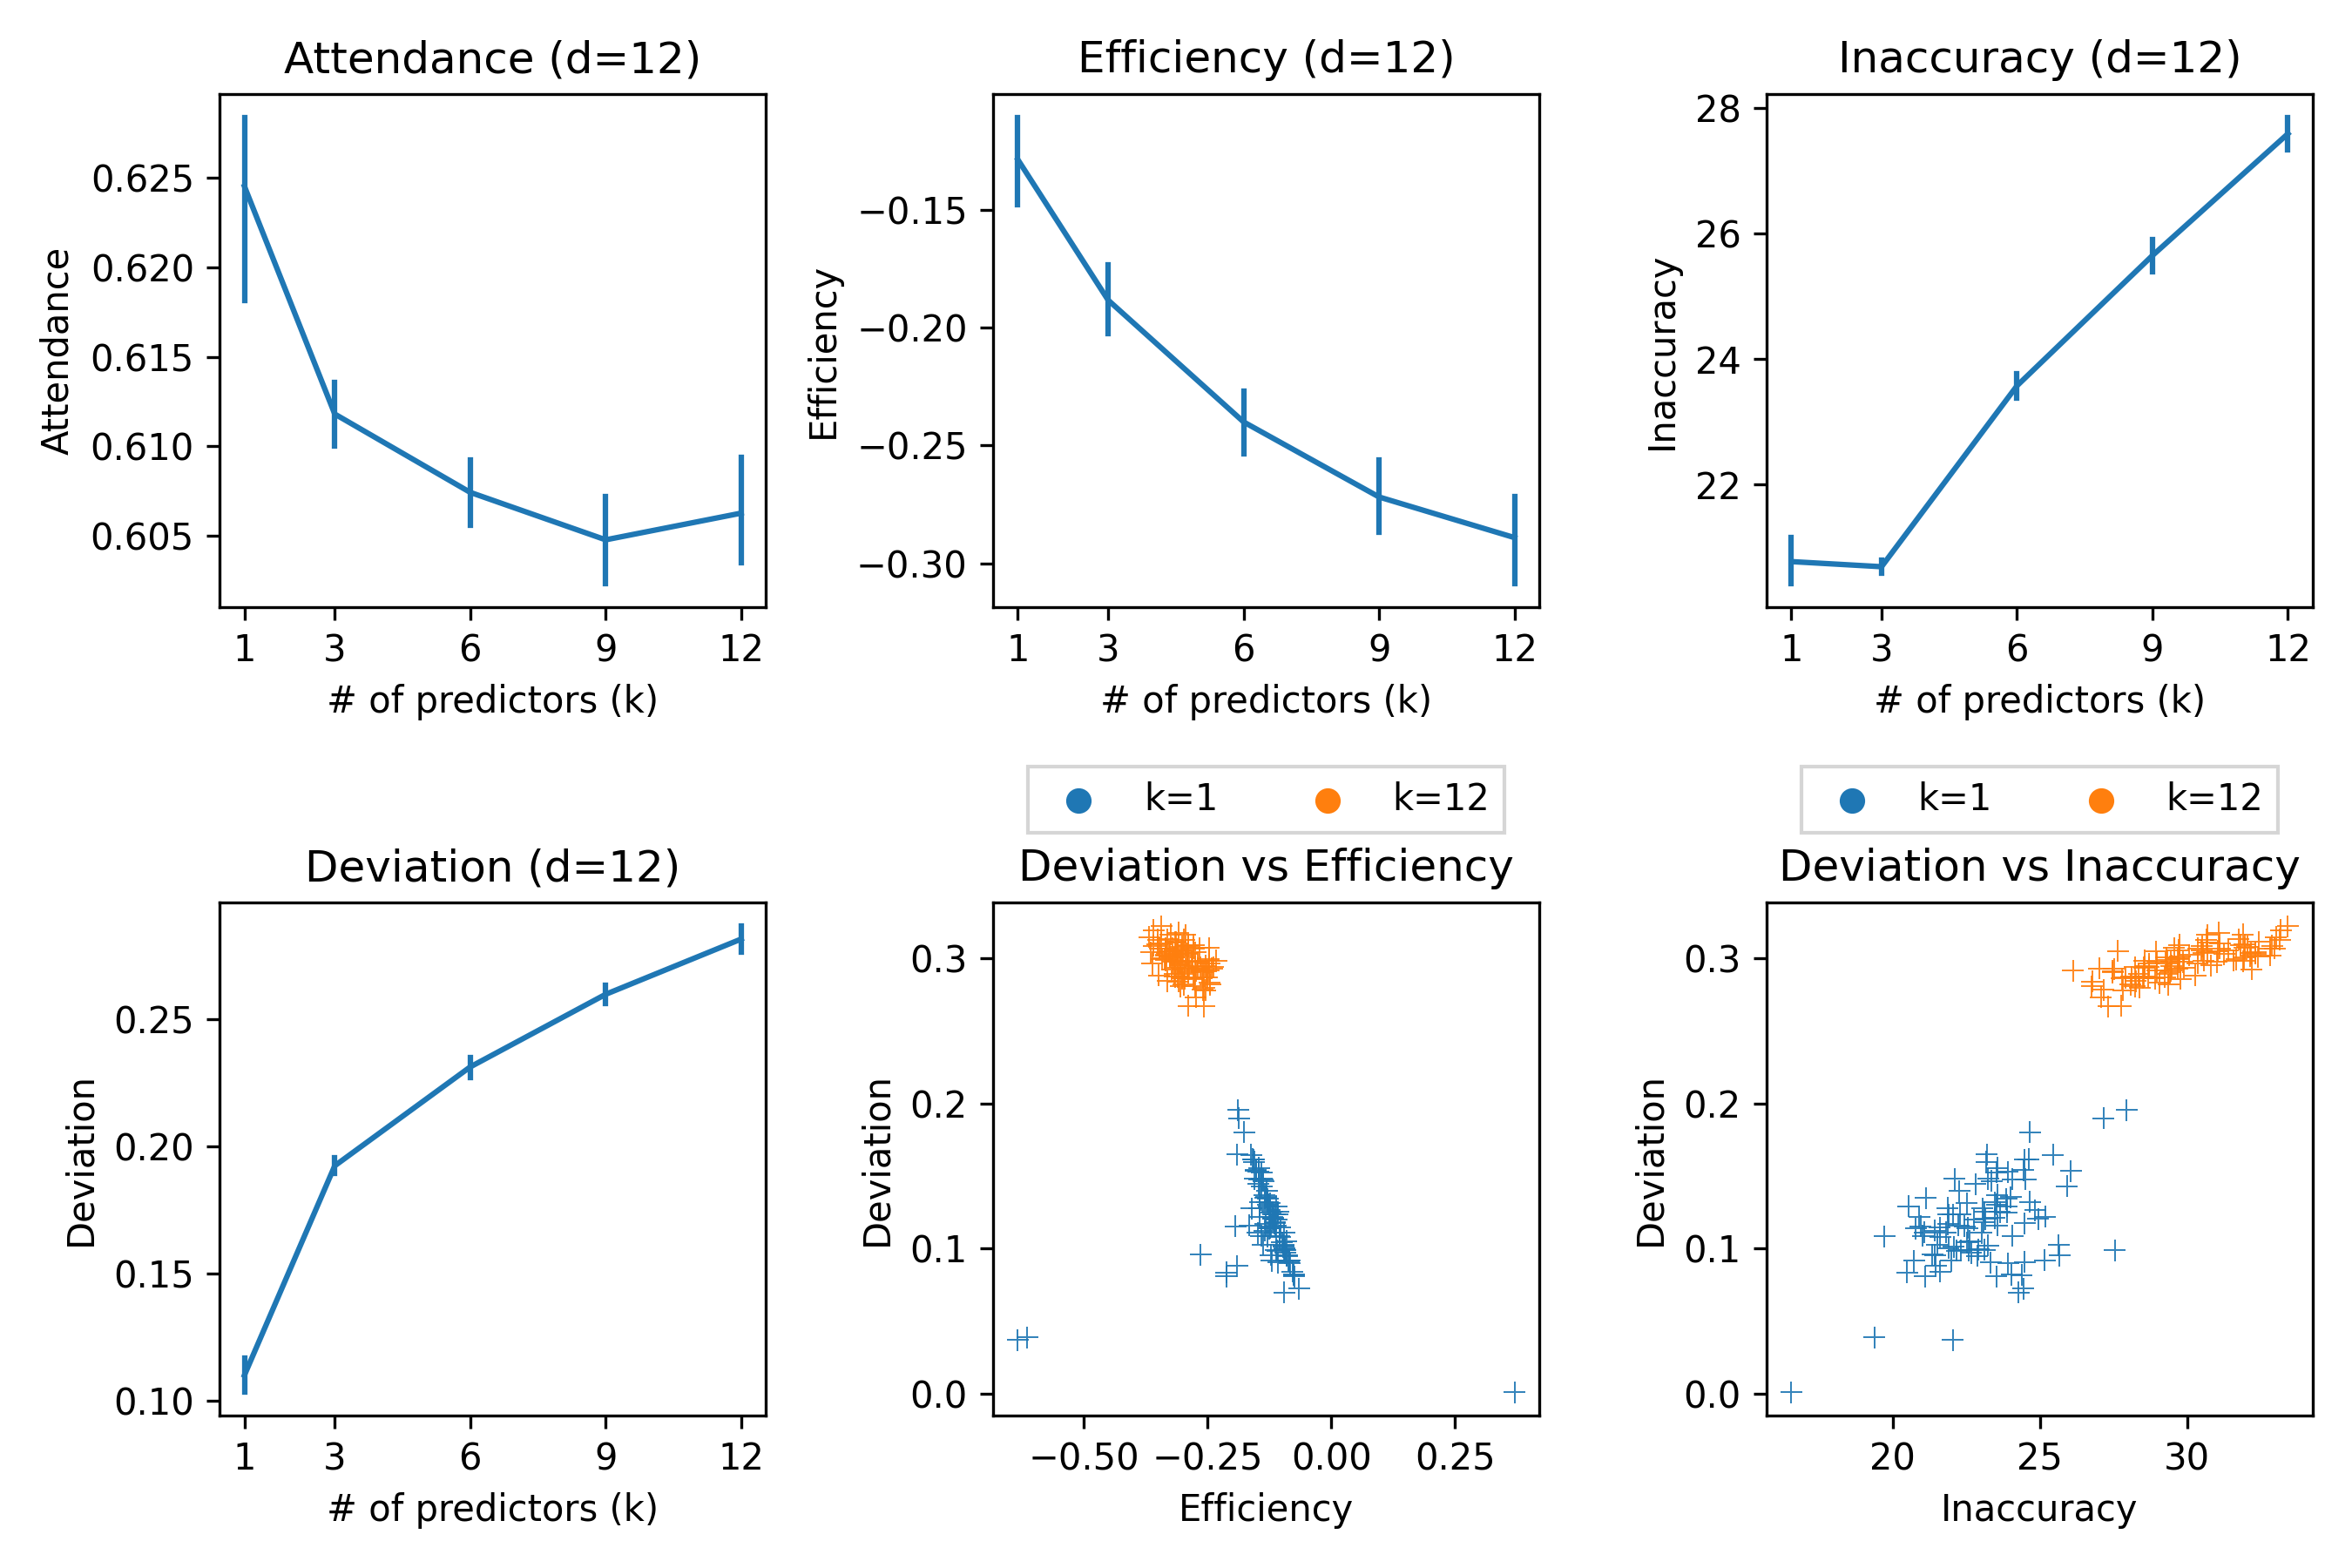 Attendance (d=12)
Attendance
0.625
0.620
0.615
0.610
0.605
1 3 6 9 12
# of predictors (k)
Efficiency (d=12)
Efficiency
−0.15
−0.20
−0.25
−0.30
1 3 6 9 12
# of predictors (k)
Inaccuracy (d=12)
Inaccuracy
28
26
24
22
1 3 6 9 12
# of predictors (k)
Deviation (d=12)
Deviation
0.25
0.20
0.15
0.10
1 3 6 9 12
# of predictors (k)
k=1 k=12
Deviation vs Efficiency
Deviation
0.3
0.2
0.1
0.0
−0.50 −0.25 0.00 0.25
Efficiency
k=1 k=12
Deviation vs Inaccuracy
Deviation
0.3
0.2
0.1
0.0
20 25 30
Inaccuracy